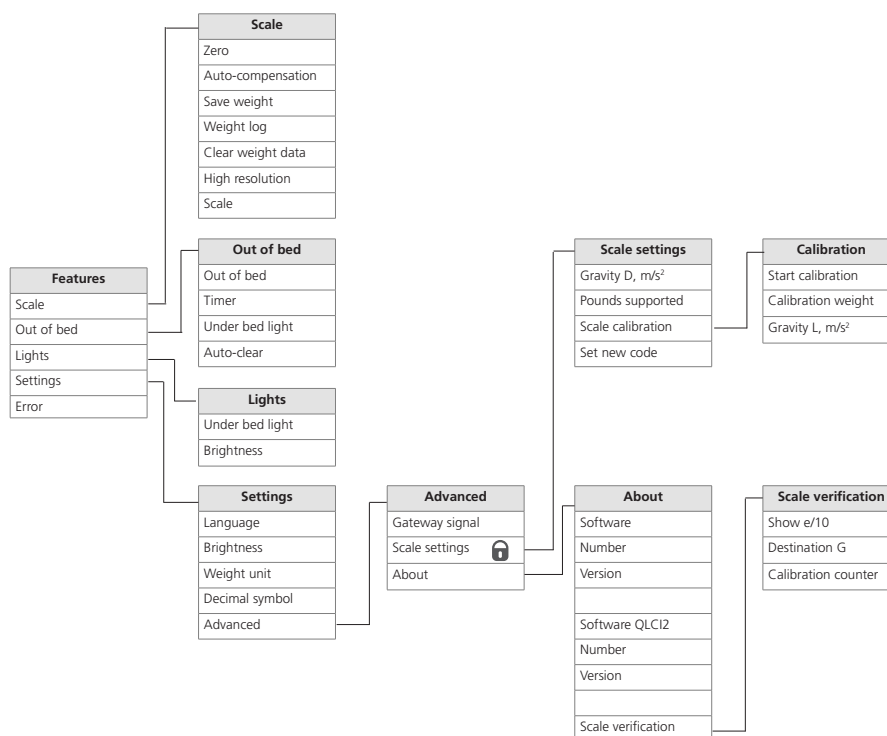 Scale
Zero
Auto-compensation
Save weight
Weight log
Clear weight data
High resolution
Scale
Features
Scale
Out of bed
Lights
Settings
Error
Out of bed
Out of bed
Timer
Under bed light
Auto-clear
Lights
Under bed light
Brightness
Settings
Language
Brightness
Weight unit
Decimal symbol
Advanced
Advanced
Gateway signal
Scale settings
About
Scale settings
Gravity D, m/s²
Pounds supported
Scale calibration
Set new code
Calibration
Start calibration
Calibration weight
Gravity L, m/s²
About
Software
Number
Version
Software QLCI2
Number
Version
Scale verification
Scale verification
Show e/10
Destination G
Calibration counter